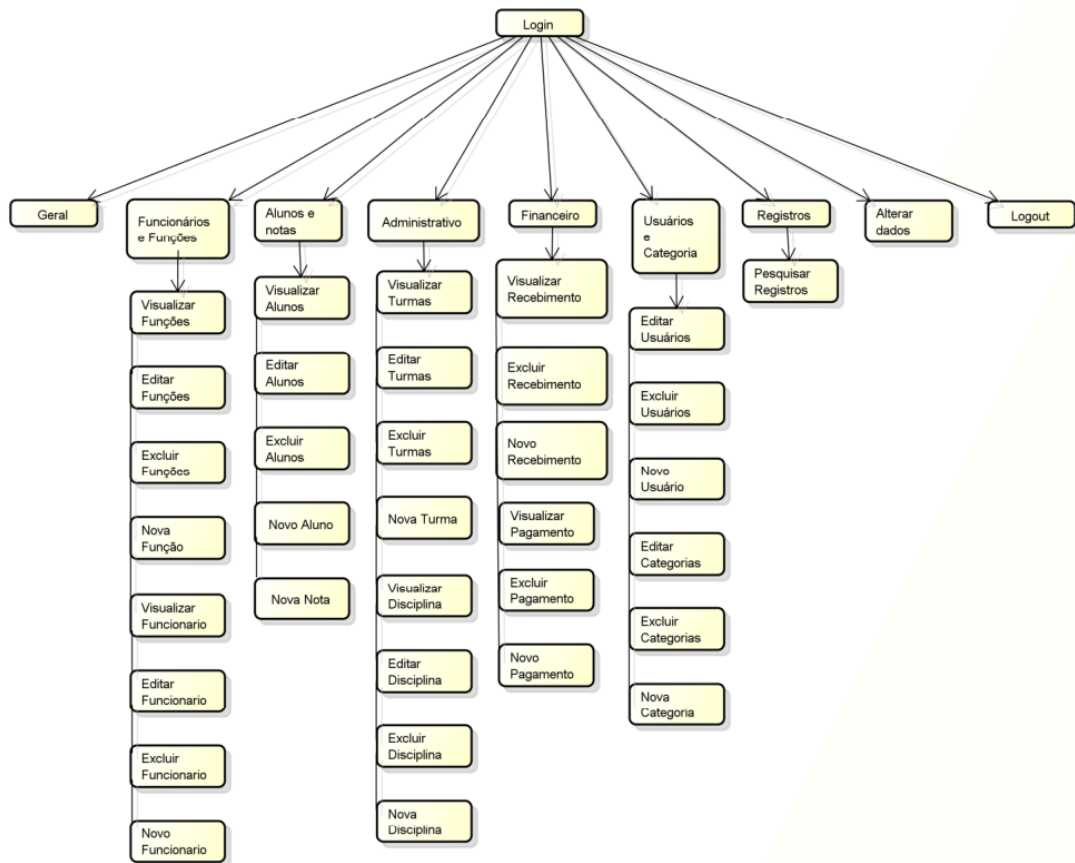 Login
Geral
Funcionários
e Funções
Visualizar
Funções
Editar
Funções
Excluir
Funções
Nova
Função
Visualizar
Funcionario
Editar
Funcionario
Excluir
Funcionario
Novo
Funcionario
Alunos e
notas
Visualizar
Alunos
Editar
Alunos
Excluir
Alunos
Novo Aluno
Nova Nota
Administrativo
Visualizar
Turmas
Editar
Turmas
Excluir
Turmas
Nova Turma
Visualizar
Disciplina
Editar
Disciplina
Excluir
Disciplina
Nova
Disciplina
Financeiro
Visualizar
Recebimento
Excluir
Recebimento
Novo
Recebimento
Visualizar
Pagamento
Excluir
Pagamento
Novo
Pagamento
Usuários
e
Categoria
Editar
Usuários
Excluir
Usuários
Novo
Usuário
Editar
Categorias
Excluir
Categorias
Nova
Categoria
Registros
Pesquisar
Registros
Alterar
dados
Logout